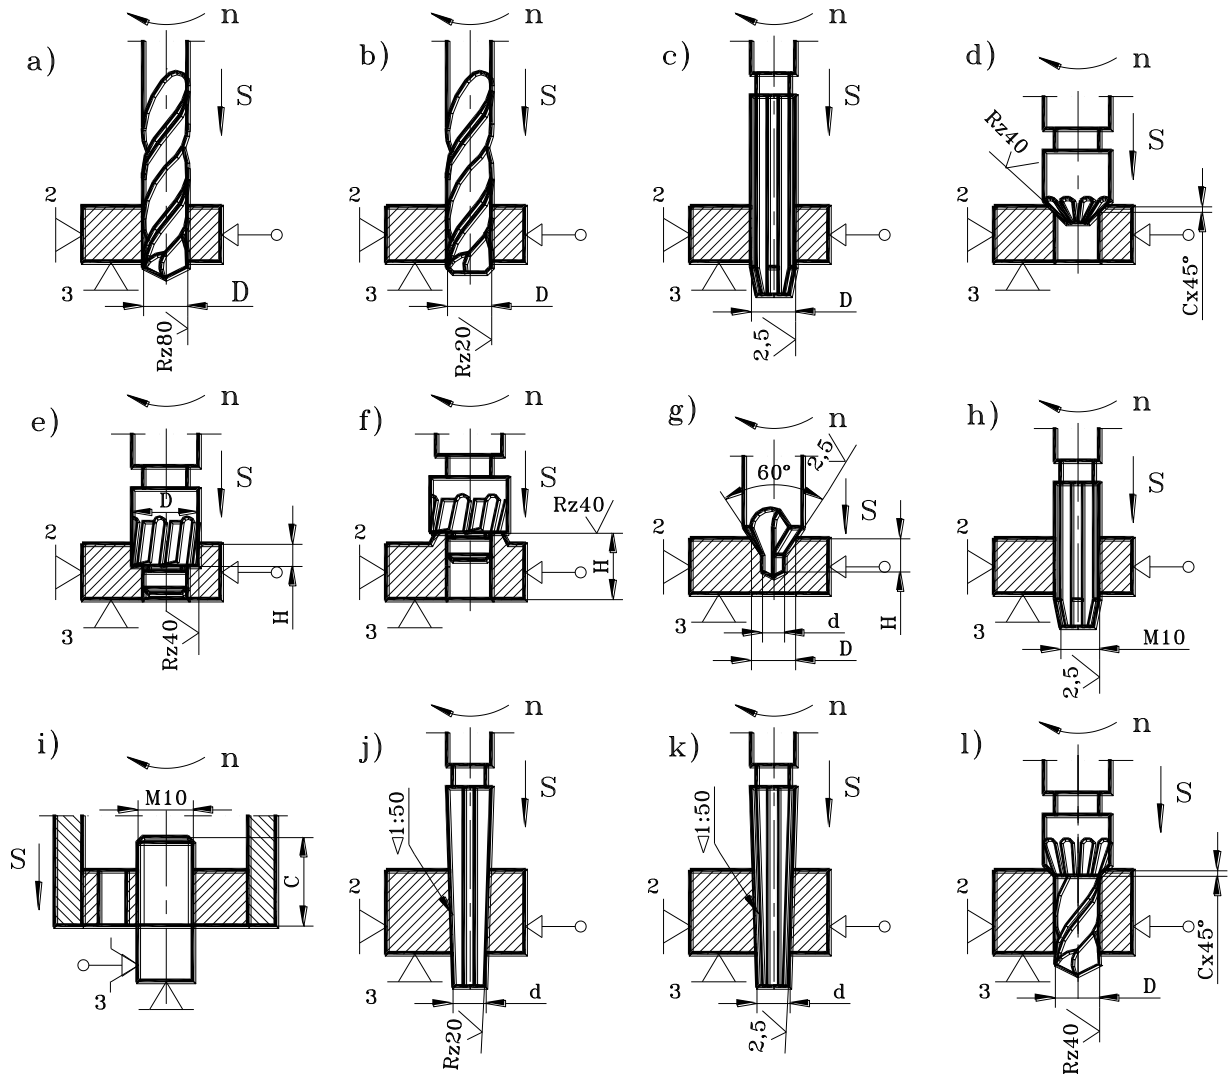 n
n
n
n
a)
b)
c)
d)
S
S
S
S
Rz40
2
2
2
2
3
3
3
3
D
D
D
Cx45°
Rz80
Rz20
2,5
n
n
n
n
e)
f)
g)
h)
S
S
S
S
D
Rz40
60°
2,5
2
2
2
2
H
H
H
3
3
3
Rz40
d
D
M10
2,5
n
n
n
n
i)
j)
k)
l)
M10
S
S
S
S
◁1:50
◁1:50
C
2
2
2
3
3
3
3
d
d
D
Cx45°
Rz20
2,5
Rz40